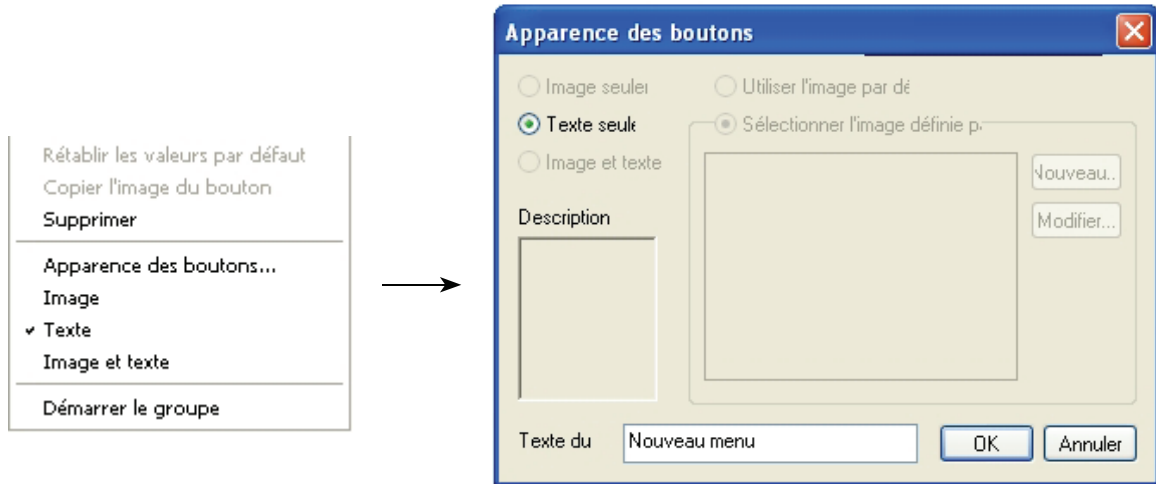 Rétablir les valeurs par défaut
Copier l'image du bouton
Supprimer
Apparence des boutons...
Image
Texte
Image et texte
Démarrer le groupe
Apparence des boutons
Image seuler
Utiliser l'image par dé
Texte seule
Sélectionner l'image définie pa
Image et texte
Nouveau..
Modifier...
Description
Texte du
Nouveau menu
OK
Annuler